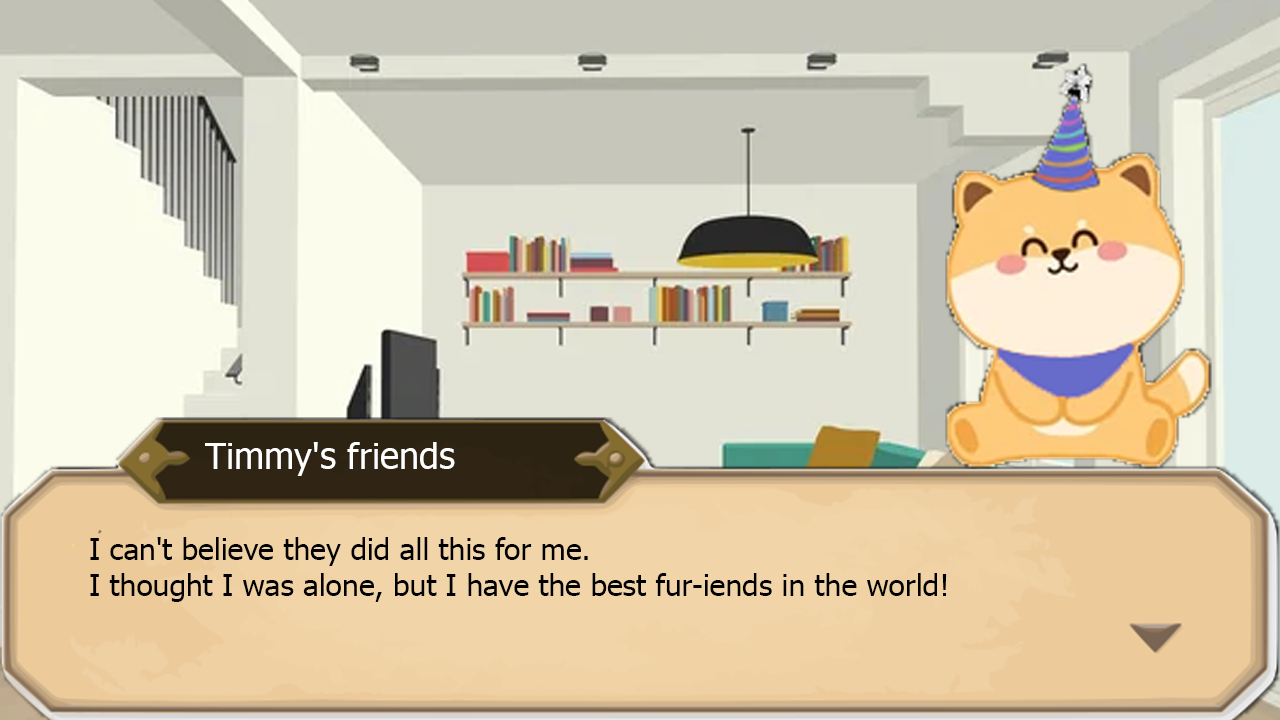 Timmy's friends
I can't believe they did all this for me.
I thought I was alone, but I have the best fur-iends in the world!